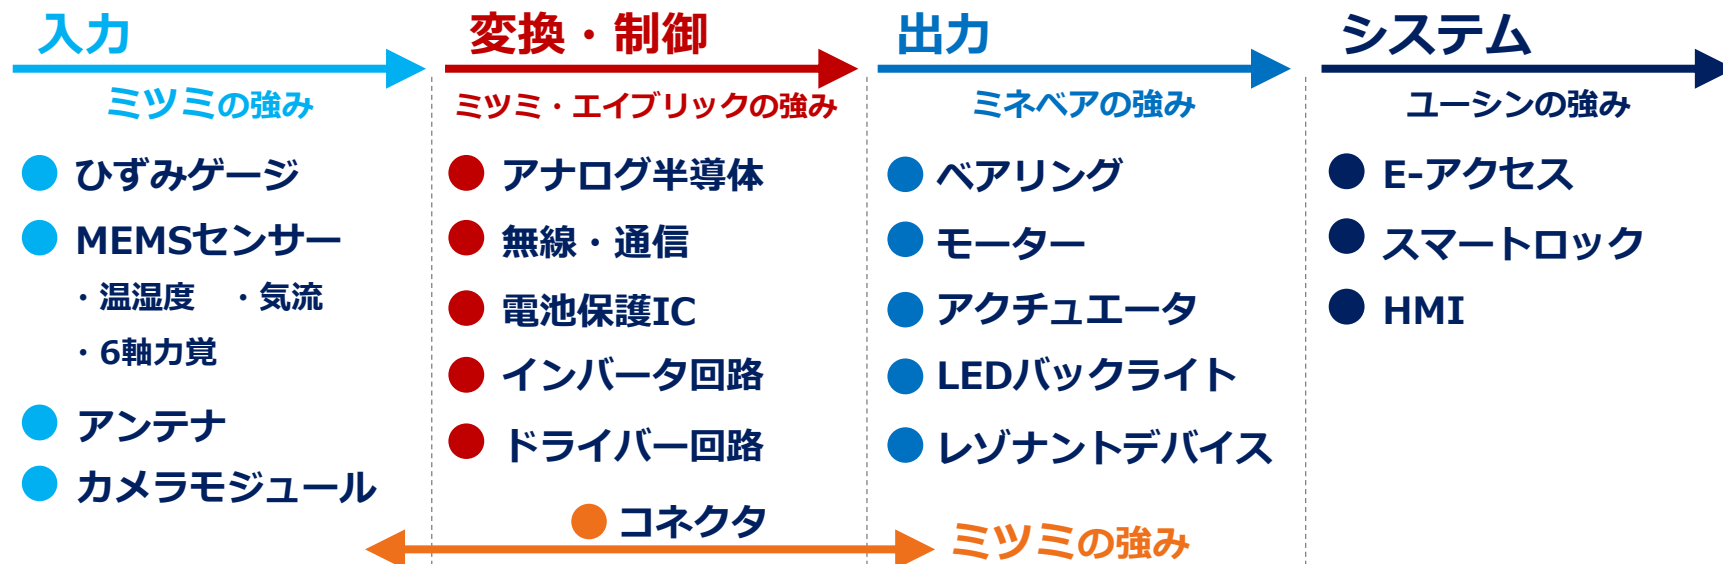 入力
ミツミの強み
ひずみゲージ
MEMSセンサー
・温湿度　・気流
・6軸力覚
アンテナ
カメラモジュール
変換・制御
ミツミ・エイブリックの強み
アナログ半導体
無線・通信
電池保護IC
インバータ回路
ドライバー回路
出力
ミネベアの強み
ベアリング
モーター
アクチュエータ
LEDバックライト
レゾナントデバイス
システム
ユーシンの強み
E-アクセス
スマートロック
HMI
コネクタ
ミツミの強み